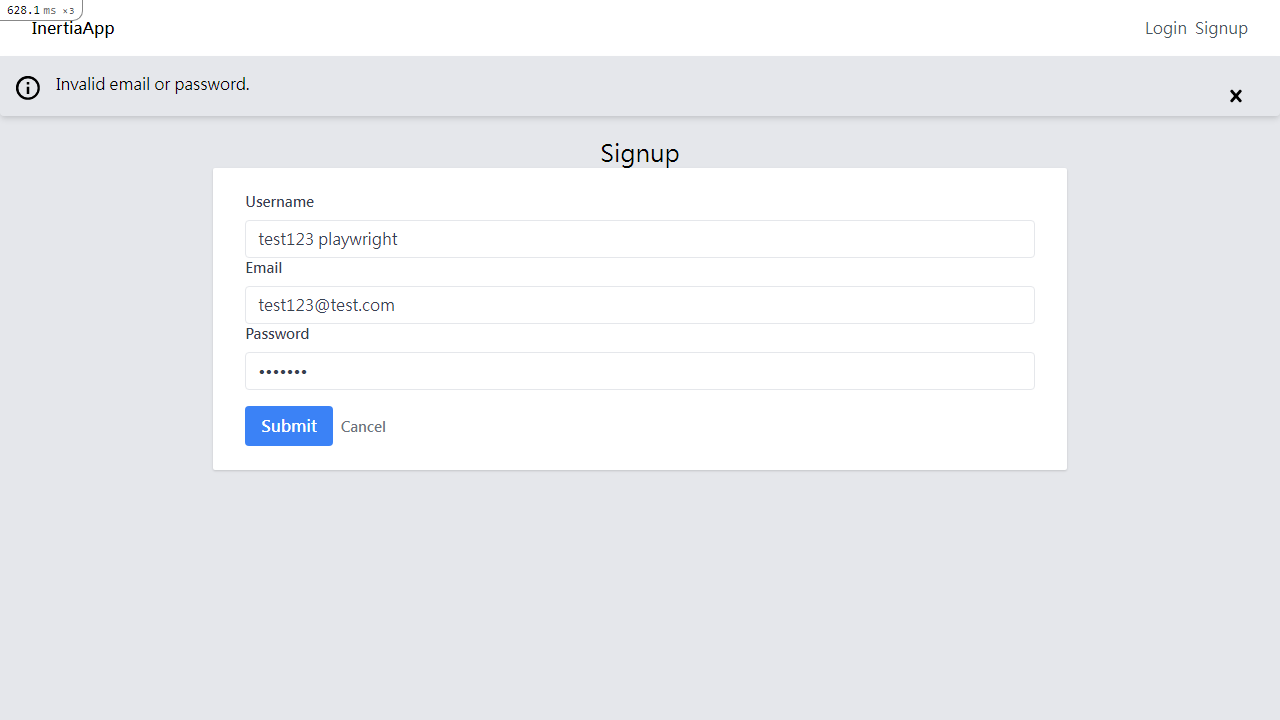 628.1 ms ×3
InertiaApp
Login Signup
Invalid email or password.
×
Signup
Username
test123 playwright
Email
test123@test.com
Password
•••••••
Submit Cancel